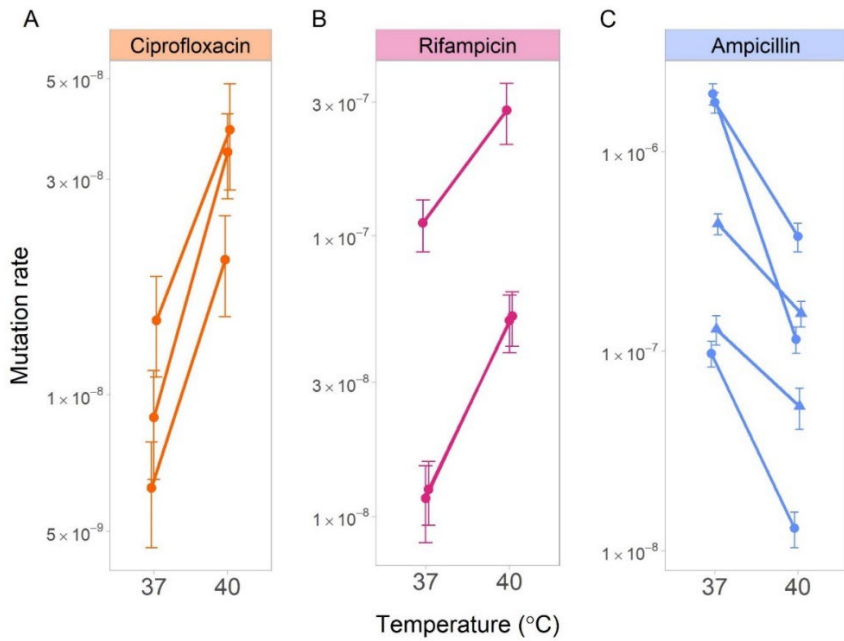 A
B
C
Ciprofloxacin
Rifampicin
Ampicillin
Mutation rate
5 × 10⁻⁸
3 × 10⁻⁸
1 × 10⁻⁸
5 × 10⁻⁹
3 × 10⁻⁷
1 × 10⁻⁷
3 × 10⁻⁸
1 × 10⁻⁸
1 × 10⁻⁶
1 × 10⁻⁷
1 × 10⁻⁸
37 40
37 40
37 40
Temperature (°C)